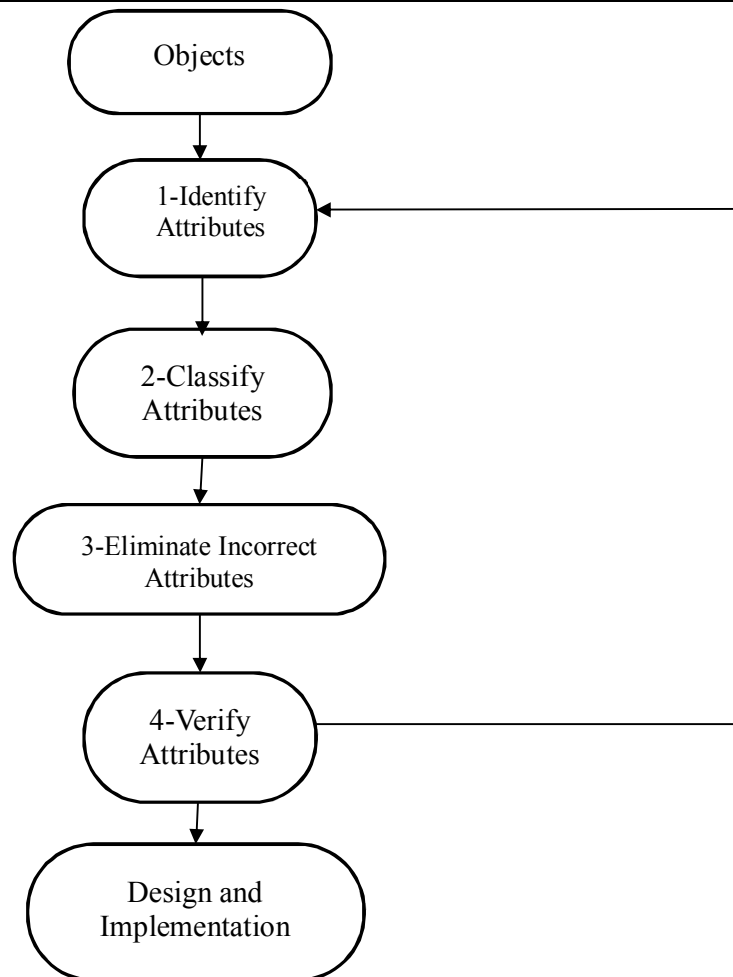 Objects
1-Identify
Attributes
2-Classify
Attributes
3-Eliminate Incorrect
Attributes
4-Verify
Attributes
Design and
Implementation